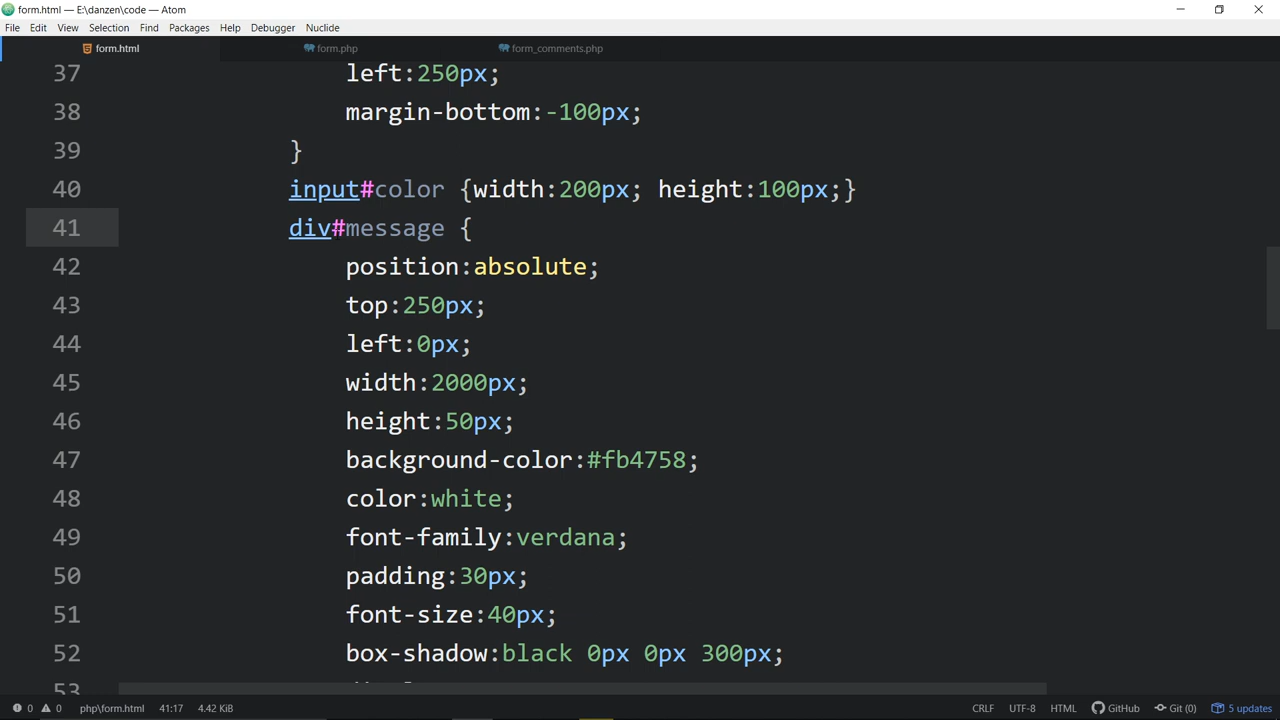 form.html — E:\danzen\code — Atom
File Edit View Selection Find Packages Help Debugger Nuclide
form.html form.php form_comments.php
37 left:250px;
38 margin-bottom:-100px;
39 }
40 input#color {width:200px; height:100px;}
41 div#message {
42 position:absolute;
43 top:250px;
44 left:0px;
45 width:2000px;
46 height:50px;
47 background-color:#fb4758;
48 color:white;
49 font-family:verdana;
50 padding:30px;
51 font-size:40px;
52 box-shadow:black 0px 0px 300px;
53
0 0 php\form.html 41:17 4.42 KiB CRLF UTF-8 HTML GitHub Git (0) 5 updates